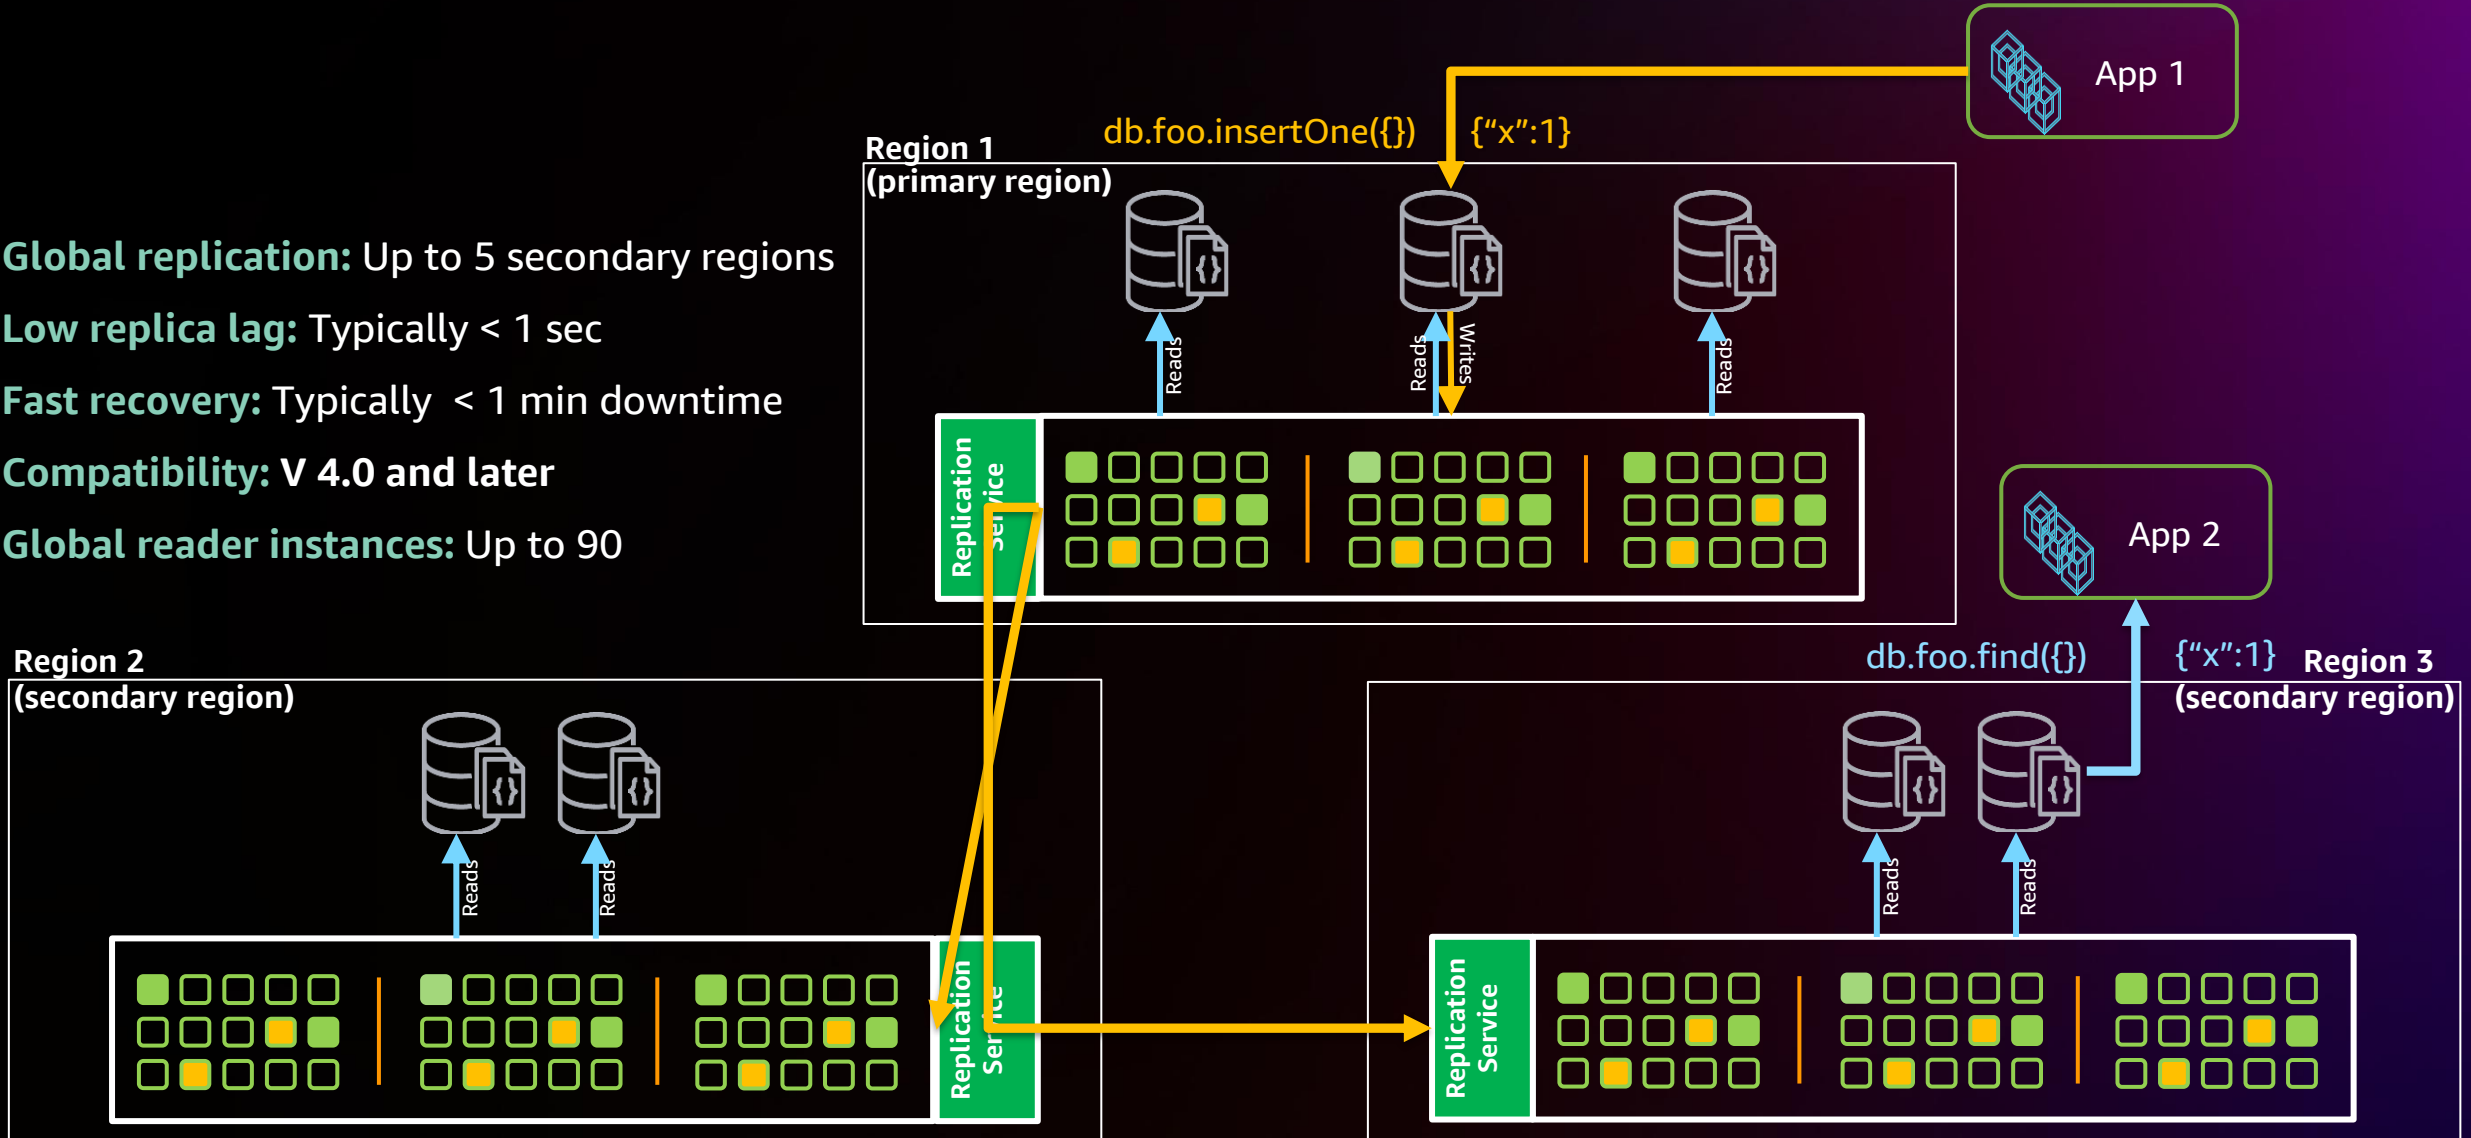 App 1
db.foo.insertOne({})
{“x”:1}
Region 1
(primary region)
Global replication: Up to 5 secondary regions
Low replica lag: Typically < 1 sec
Fast recovery: Typically < 1 min downtime
Compatibility: V 4.0 and later
Global reader instances: Up to 90
Reads
Reads
Writes
Reads
Replication
Service
App 2
db.foo.find({})
{“x”:1}
Region 2
(secondary region)
Region 3
(secondary region)
Reads
Reads
Reads
Reads
Replication
Service
Replication
Service